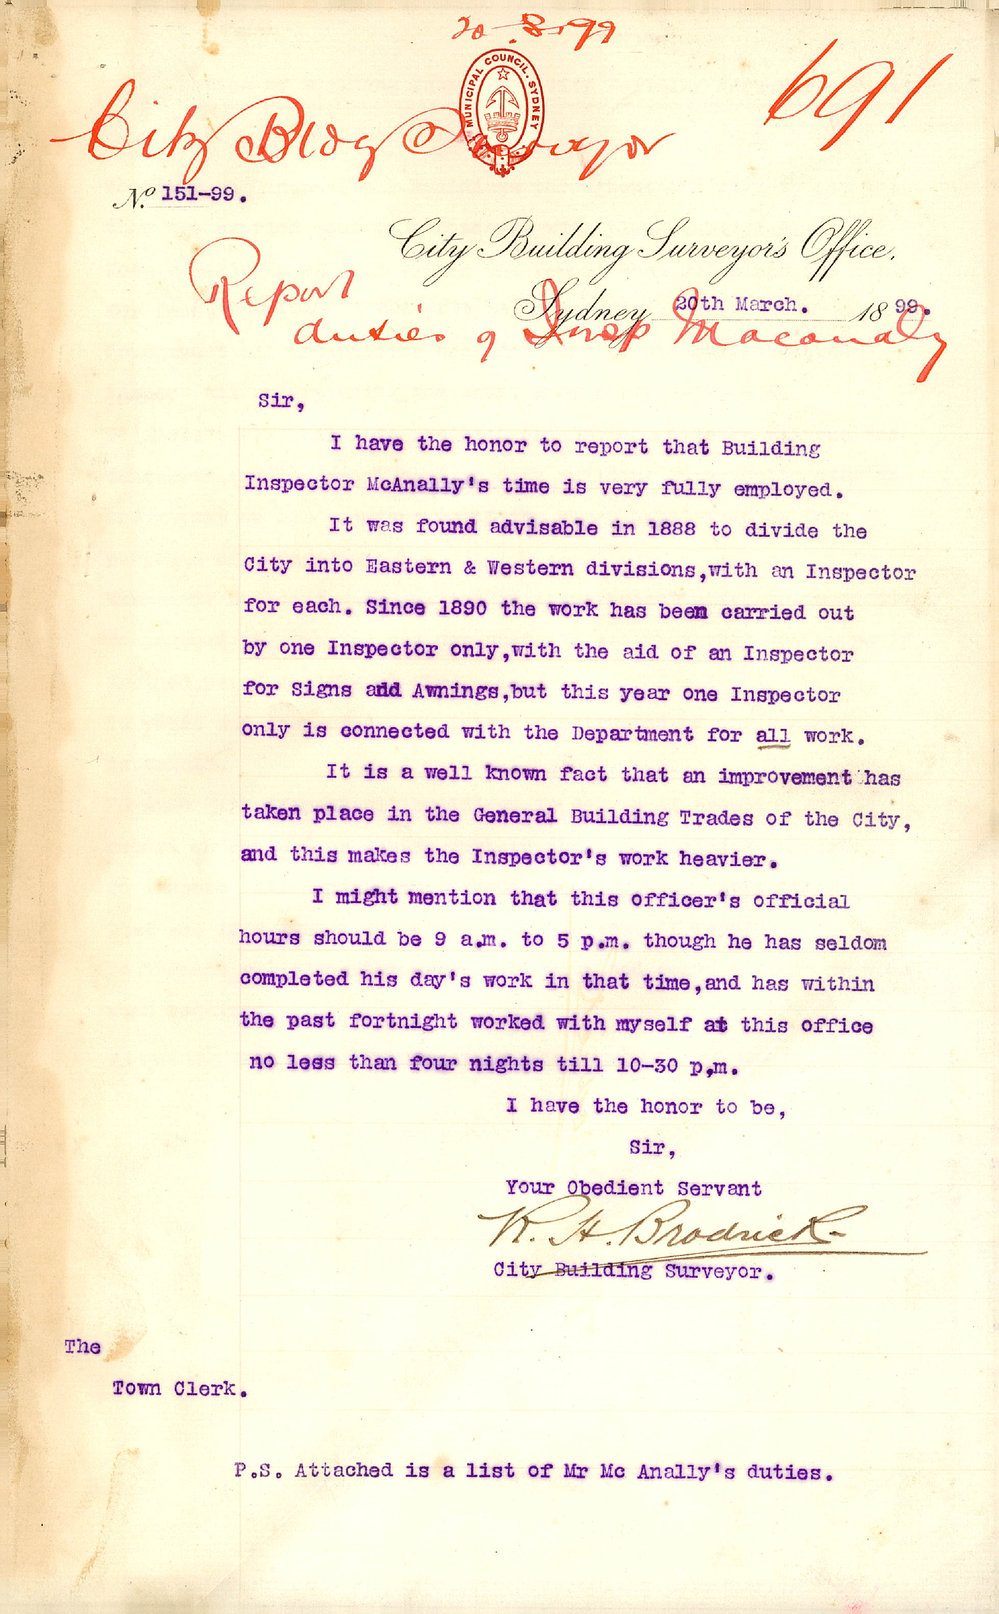 20-3-99
691
MUNICIPAL COUNCIL. SYDNEY
City Bldg Surveyor
No. 151-99.
City Building Surveyor's Office,
Sydney 20th March. 1899.
Report
duties of Insp Macanaly
Sir,
I have the honor to report that Building
Inspector McAnally's time is very fully employed.
It was found advisable in 1888 to divide the
City into Eastern & Western divisions,with an Inspector
for each. Since 1890 the work has been carried out
by one Inspector only,with the aid of an Inspector
for Signs and Awnings,but this year one Inspector
only is connected with the Department for all work.
It is a well known fact that an improvement has
taken place in the General Building Trades of the City,
and this makes the Inspector's work heavier.
I might mention that this officer's official
hours should be 9 a.m. to 5 p.m. though he has seldom
completed his day's work in that time,and has within
the past fortnight worked with myself at this office
no less than four nights till 10-30 p,m.
I have the honor to be,
Sir,
Your Obedient Servant
R. H. Brodrick
City Building Surveyor.
The
Town Clerk.
P.S. Attached is a list of Mr Mc Anally's duties.